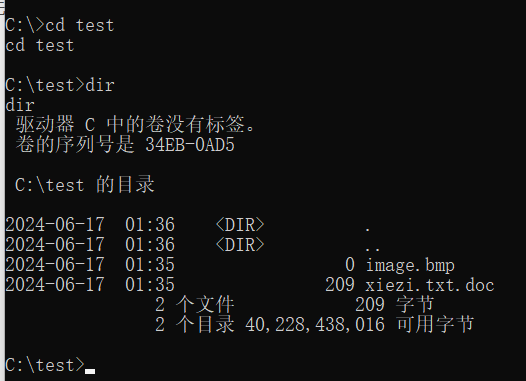 C:\>cd test
cd test
C:\test>dir
dir
驱动器 C 中的卷没有标签。
卷的序列号是 34EB-0AD5
C:\test 的目录
2024-06-17  01:36    <DIR>          .
2024-06-17  01:36    <DIR>          ..
2024-06-17  01:35                 0 image.bmp
2024-06-17  01:35               209 xiezi.txt.doc
2 个文件            209 字节
2 个目录 40,228,438,016 可用字节
C:\test>